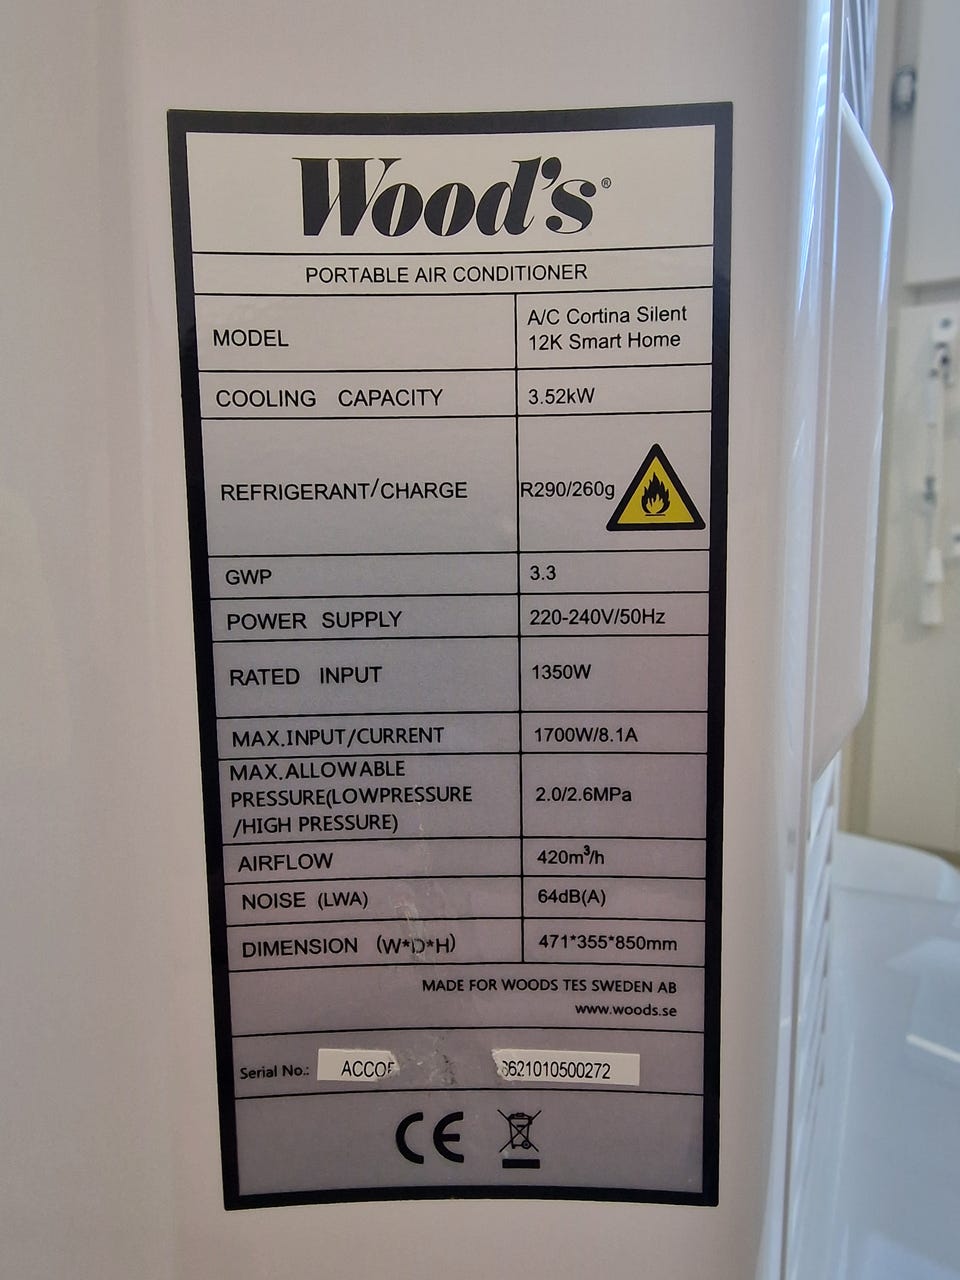 Wood's®
PORTABLE AIR CONDITIONER
MODEL
A/C Cortina Silent
12K Smart Home
COOLING CAPACITY 3.52kW
REFRIGERANT/CHARGE R290/260g
GWP 3.3
POWER SUPPLY 220-240V/50Hz
RATED INPUT 1350W
MAX.INPUT/CURRENT 1700W/8.1A
MAX.ALLOWABLE
PRESSURE(LOWPRESSURE
/HIGH PRESSURE)
2.0/2.6MPa
AIRFLOW 420m³/h
NOISE (LWA) 64dB(A)
DIMENSION (W*D*H) 471*355*850mm
MADE FOR WOODS TES SWEDEN AB
www.woods.se
Serial No.:
CE